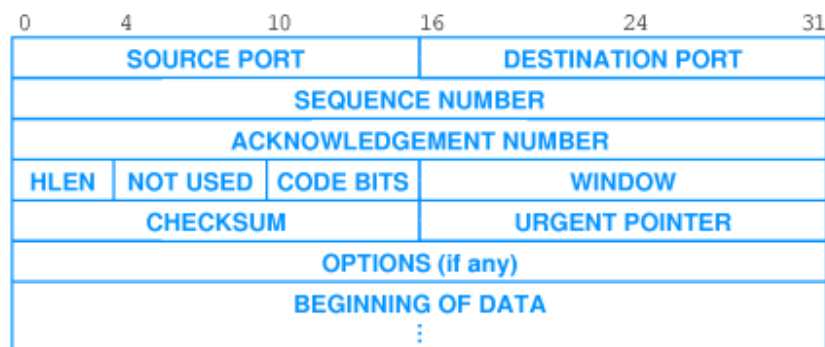 0 4 10 16 24 31
SOURCE PORT DESTINATION PORT
SEQUENCE NUMBER
ACKNOWLEDGEMENT NUMBER
HLEN NOT USED CODE BITS WINDOW
CHECKSUM URGENT POINTER
OPTIONS (if any)
BEGINNING OF DATA
⋮